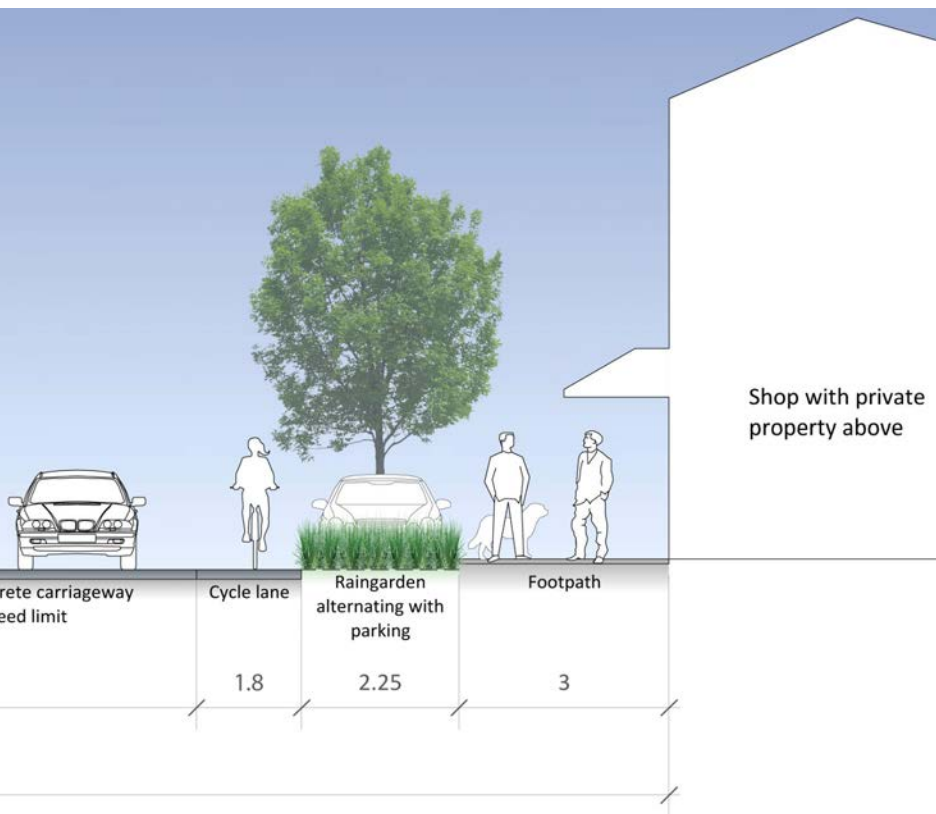 Shop with private
property above
rete carriageway
eed limit
Cycle lane
Raingarden
alternating with
parking
Footpath
1.8
2.25
3